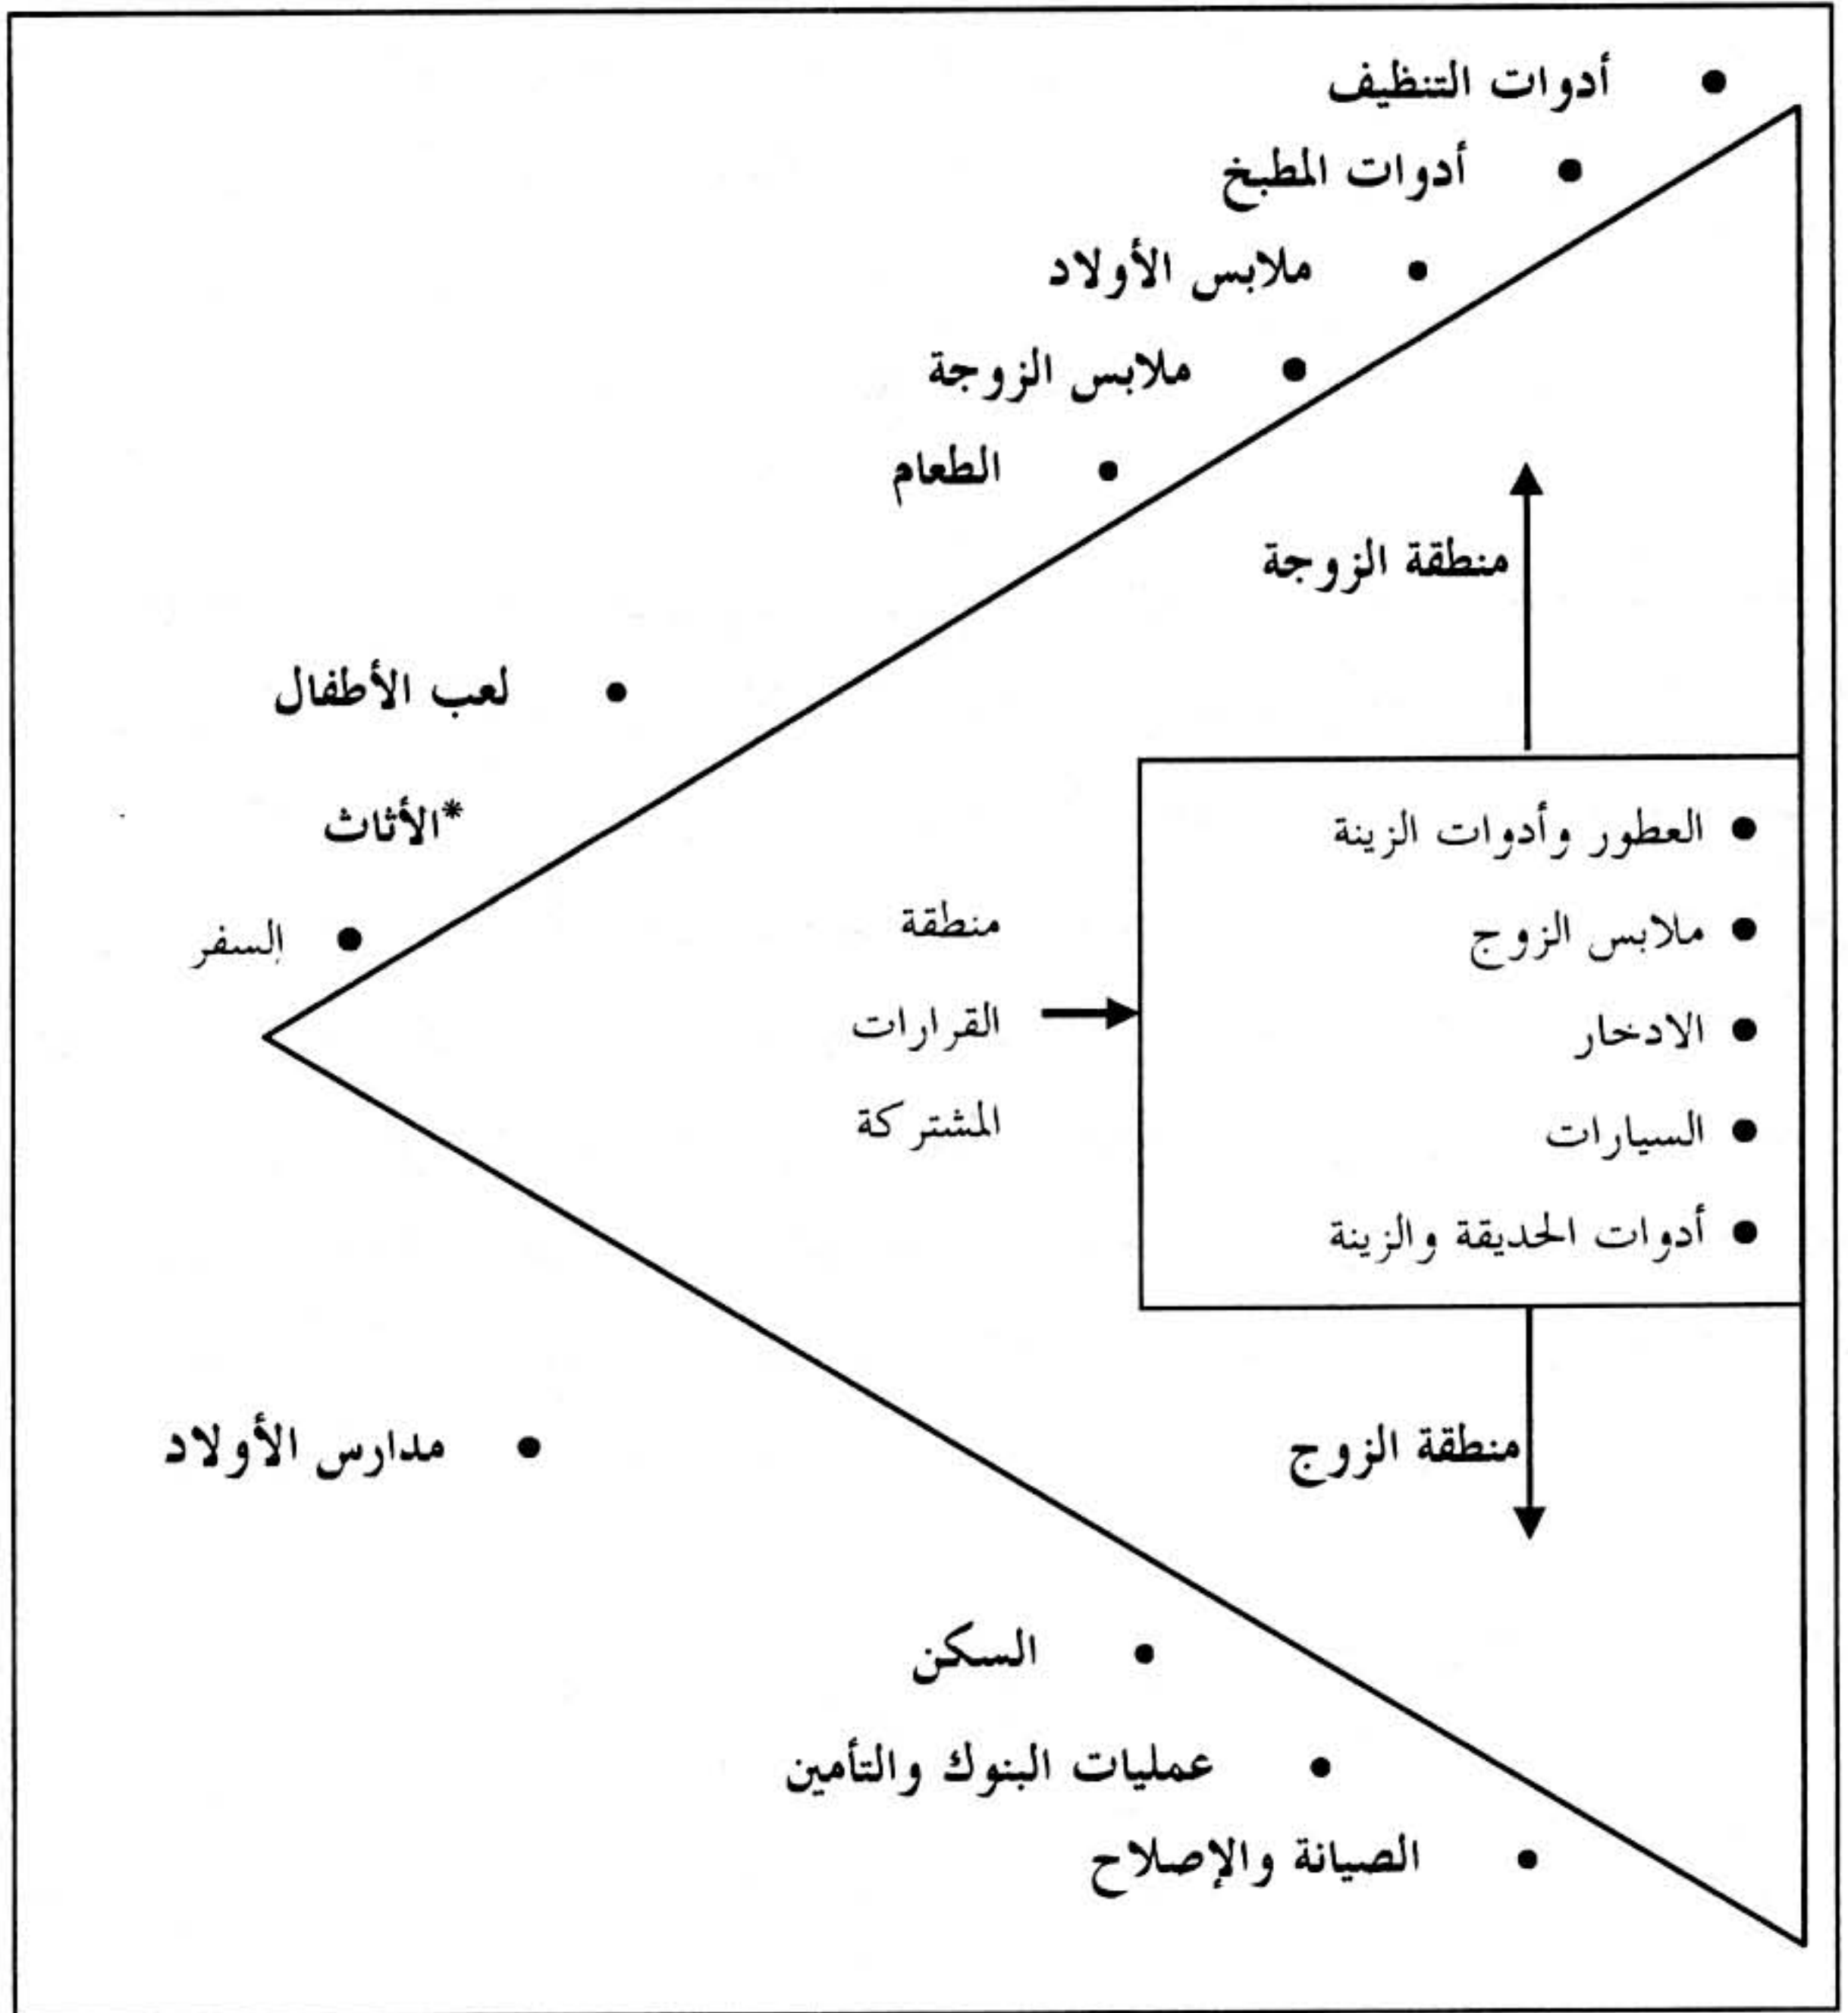 أدوات التنظيف
أدوات المطبخ
ملابس الأولاد
ملابس الزوجة
الطعام
منطقة الزوجة
لعب الأطفال
*الأثاث
السفر
منطقة
القرارات
المشتركة
العطور وأدوات الزينة
ملابس الزوج
الادخار
السيارات
أدوات الحديقة والزينة
مدارس الأولاد
منطقة الزوج
السكن
عمليات البنوك والتأمين
الصيانة والإصلاح